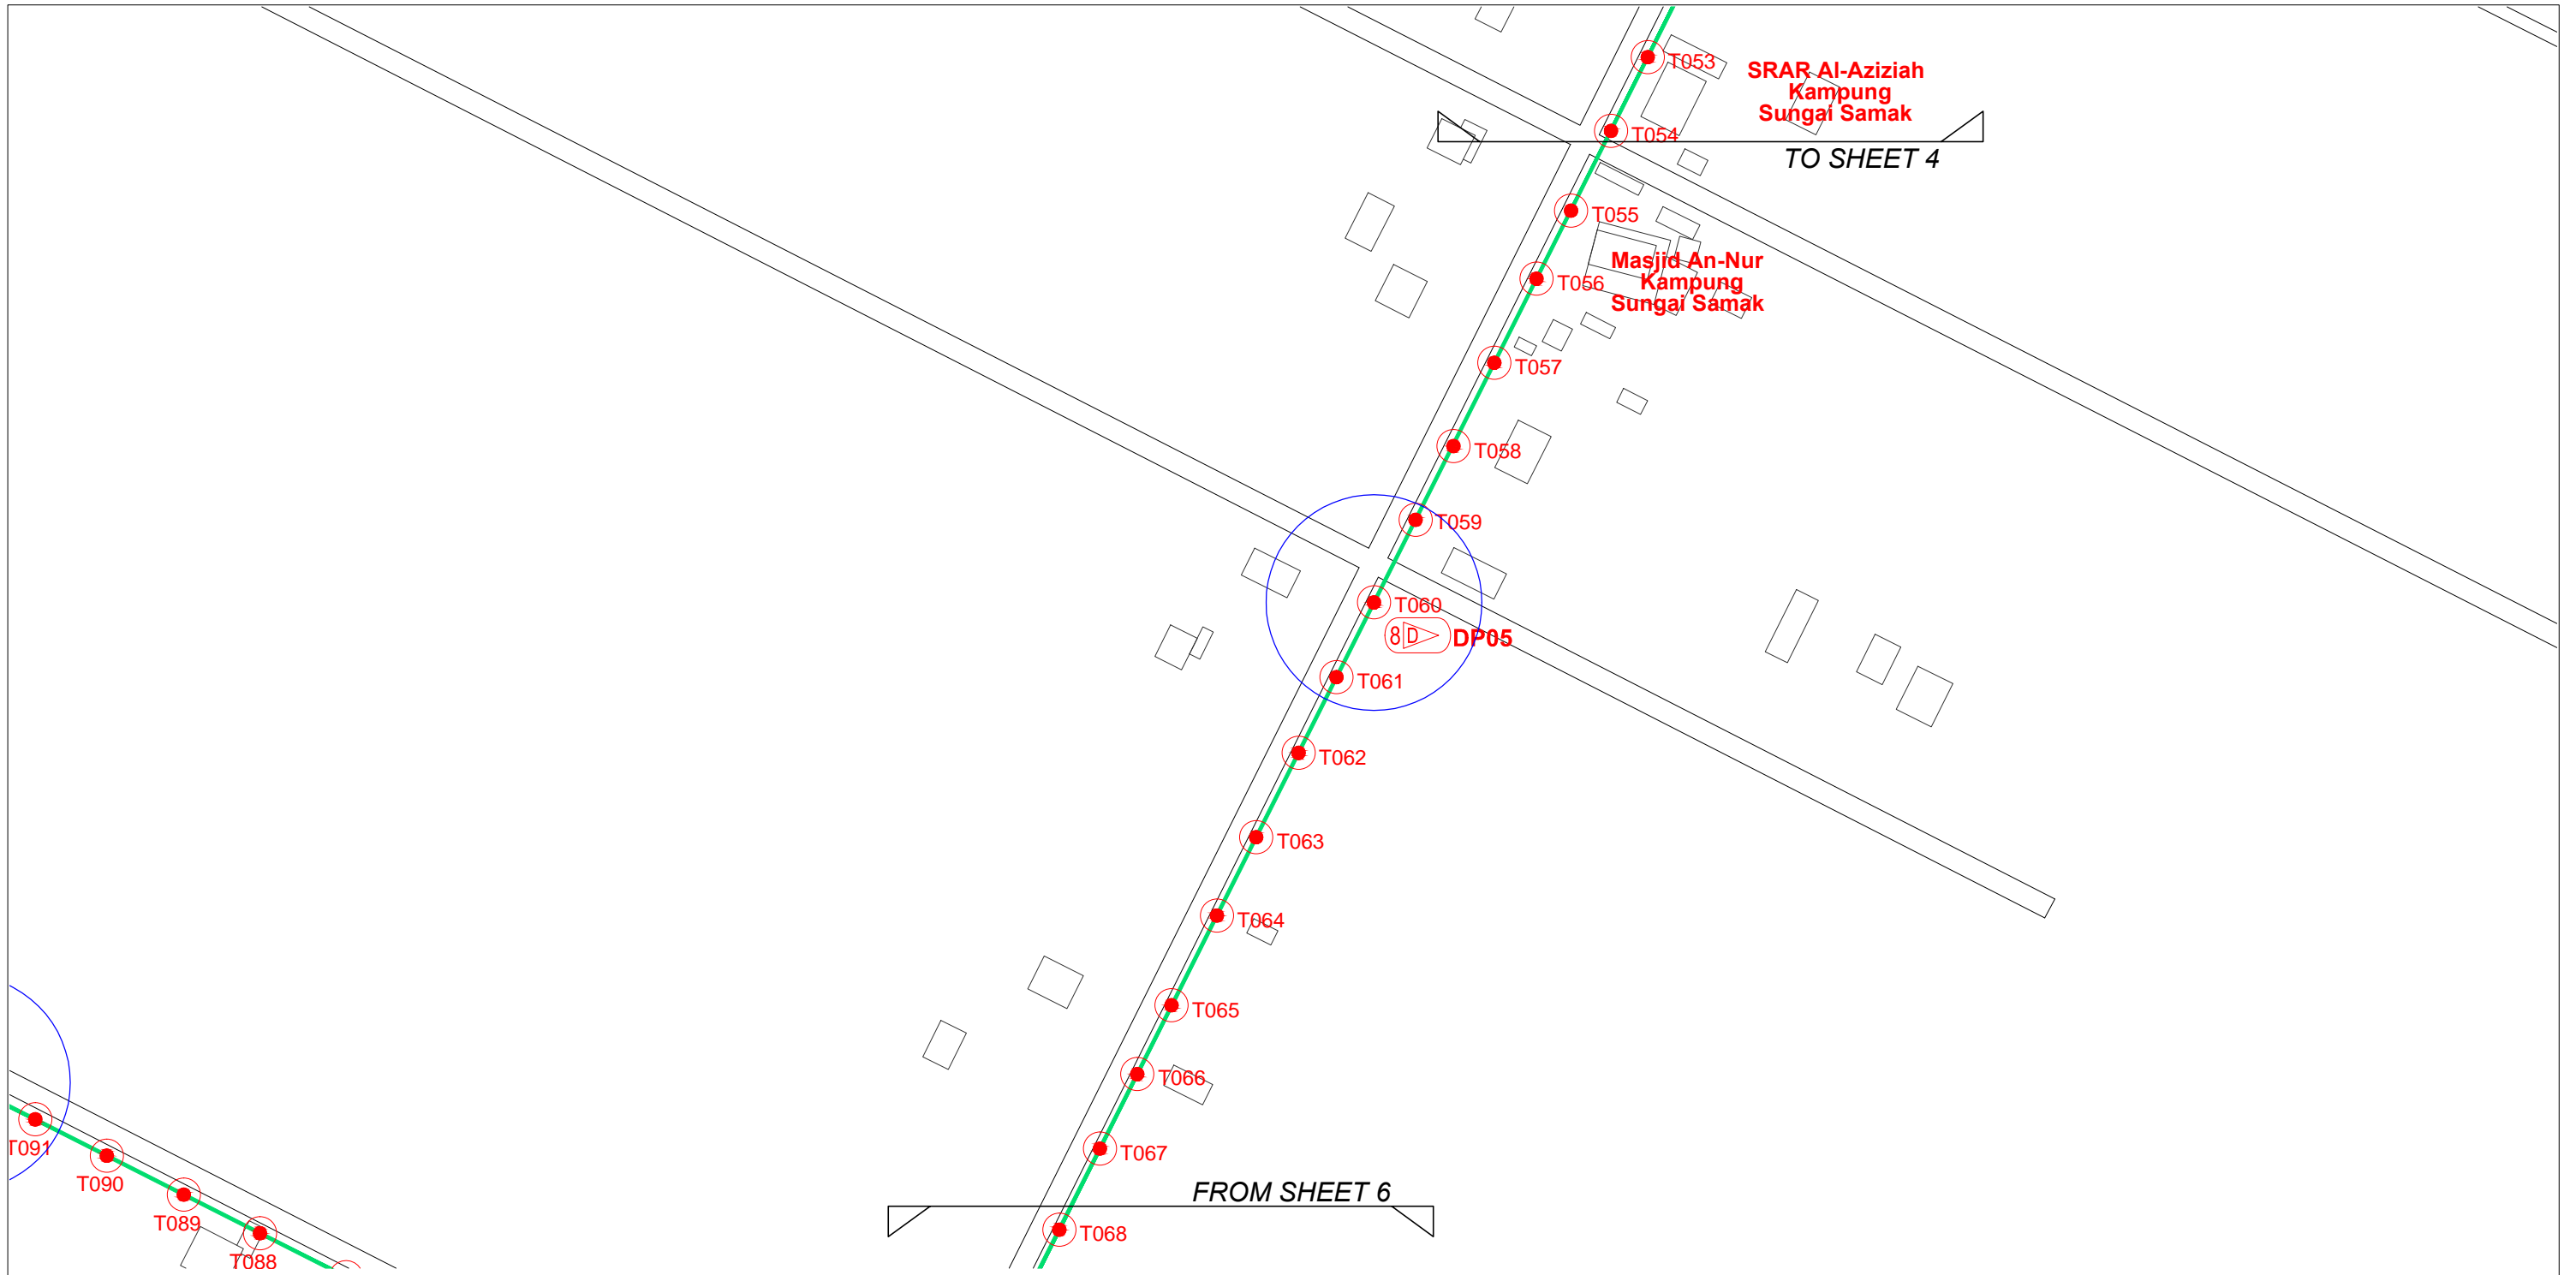 T053
SRAR Al-Aziziah
Kampung
Sungai Samak
T054
TO SHEET 4
T055
Masjid An-Nur
Kampung
Sungai Samak
T056
T057
T058
T059
T060
8 D DP05
T061
T062
T063
T064
T065
T066
T067
FROM SHEET 6
T068
T091
T090
T089
T088